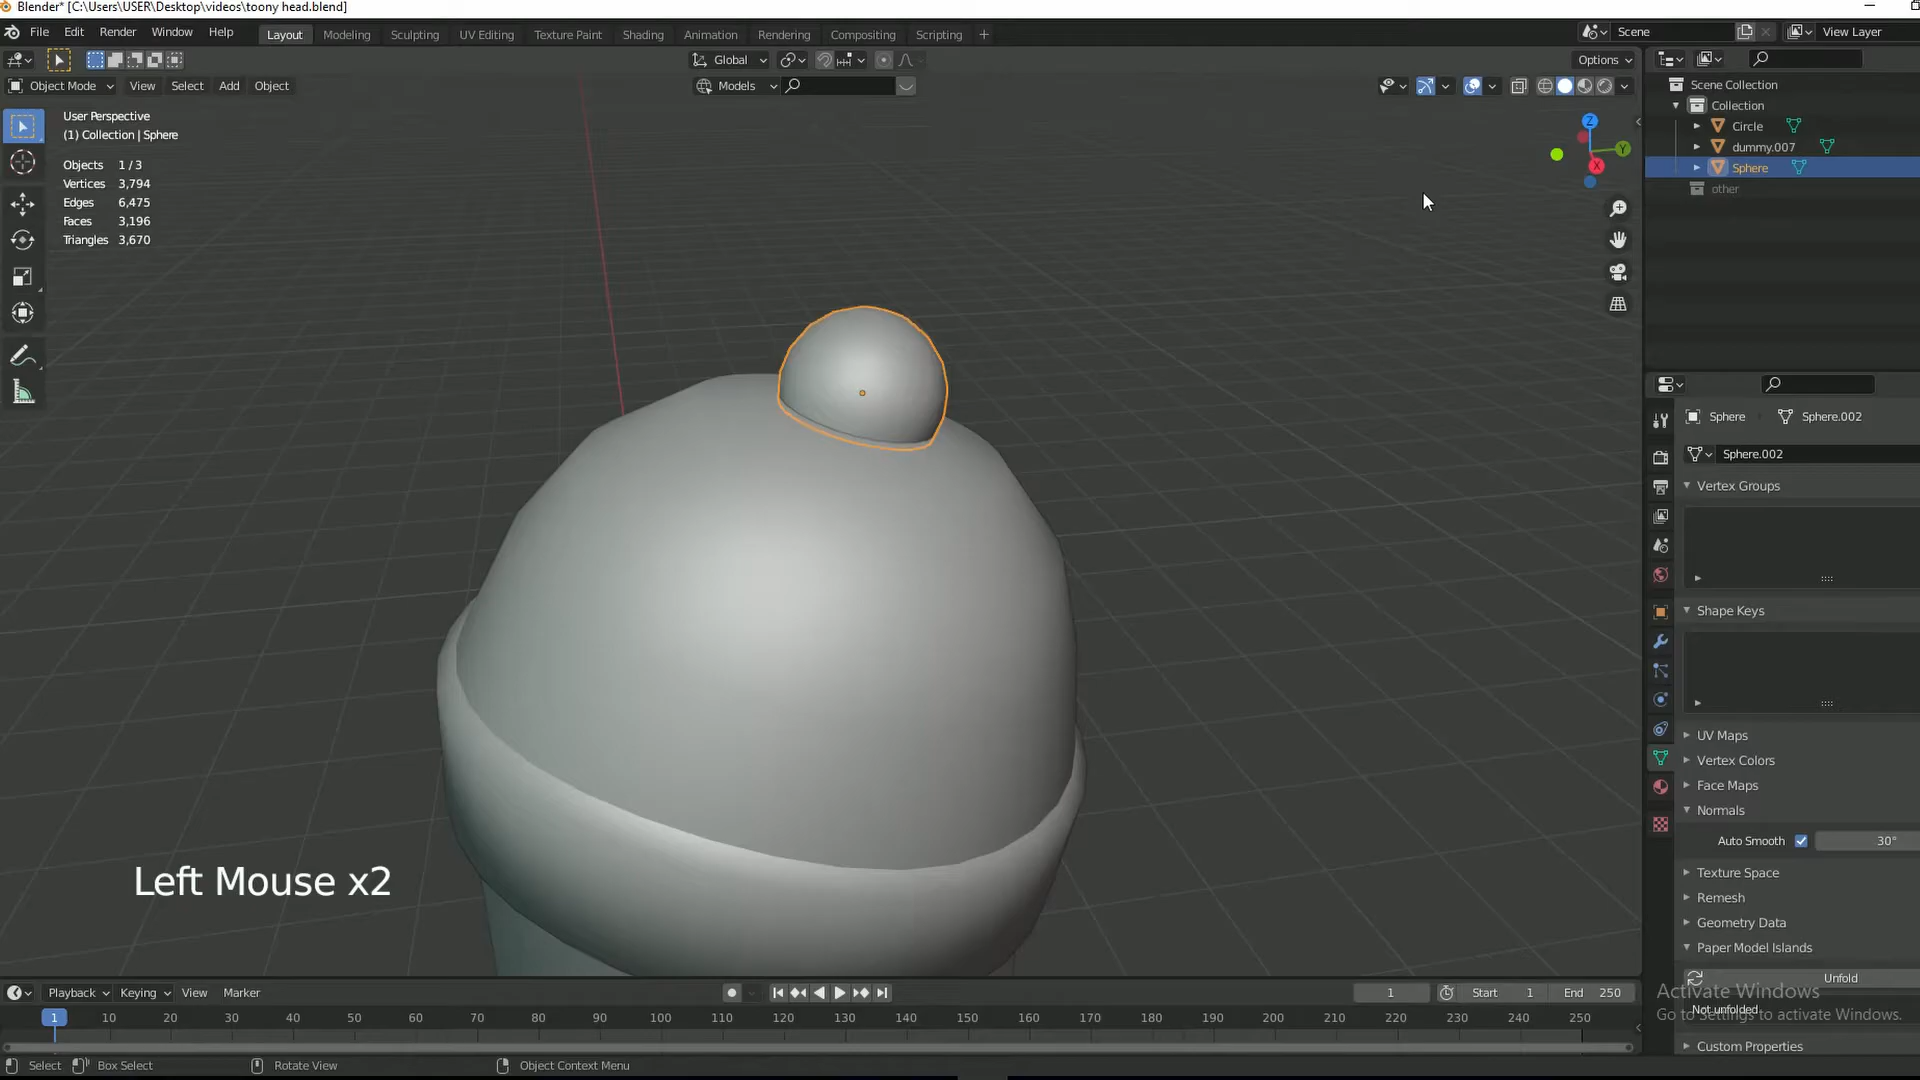 Blender* [C:\Users\USER\Desktop\videos\toony head.blend]
File Edit Render Window Help Layout Modeling Sculpting UV Editing Texture Paint Shading Animation Rendering Compositing Scripting + Scene View Layer
Global Options
Object Mode View Select Add Object Models
User Perspective
(1) Collection | Sphere
Objects 1 / 3
Vertices 3,794
Edges 6,475
Faces 3,196
Triangles 3,670
Z
Y
X
Scene Collection
Collection
Circle
dummy.007
Sphere
other
Sphere Sphere.002
Sphere.002
Vertex Groups
Shape Keys
UV Maps
Vertex Colors
Face Maps
Normals
Auto Smooth 30°
Texture Space
Remesh
Geometry Data
Paper Model Islands
Unfold
Not unfolded
Custom Properties
Activate Windows
Go to Settings to activate Windows.
Left Mouse x2
Playback Keying View Marker 1 Start 1 End 250
1 10 20 30 40 50 60 70 80 90 100 110 120 130 140 150 160 170 180 190 200 210 220 230 240 250
Select Box Select Rotate View Object Context Menu